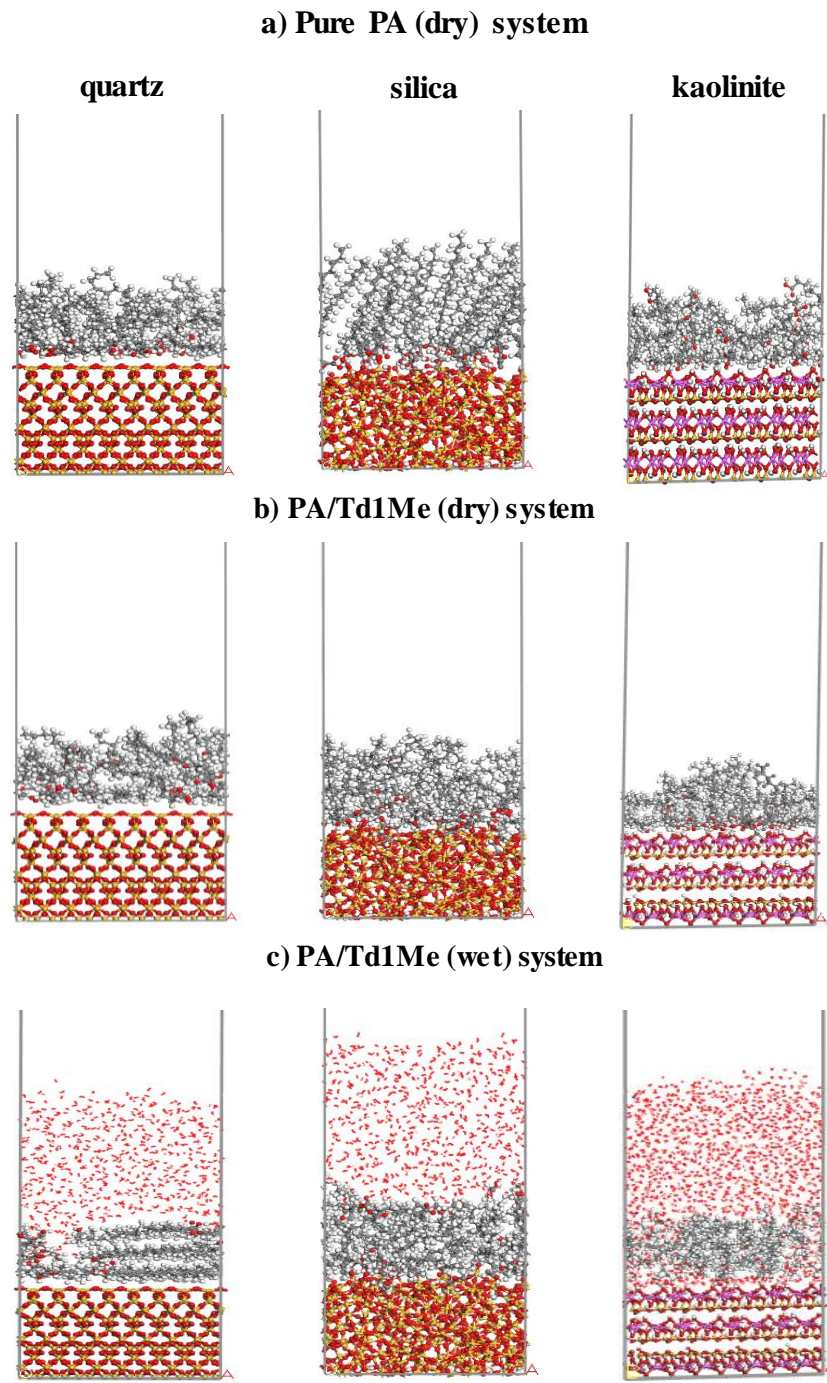 a) Pure PA (dry) system
quartz silica kaolinite
b) PA/Td1Me (dry) system
c) PA/Td1Me (wet) system